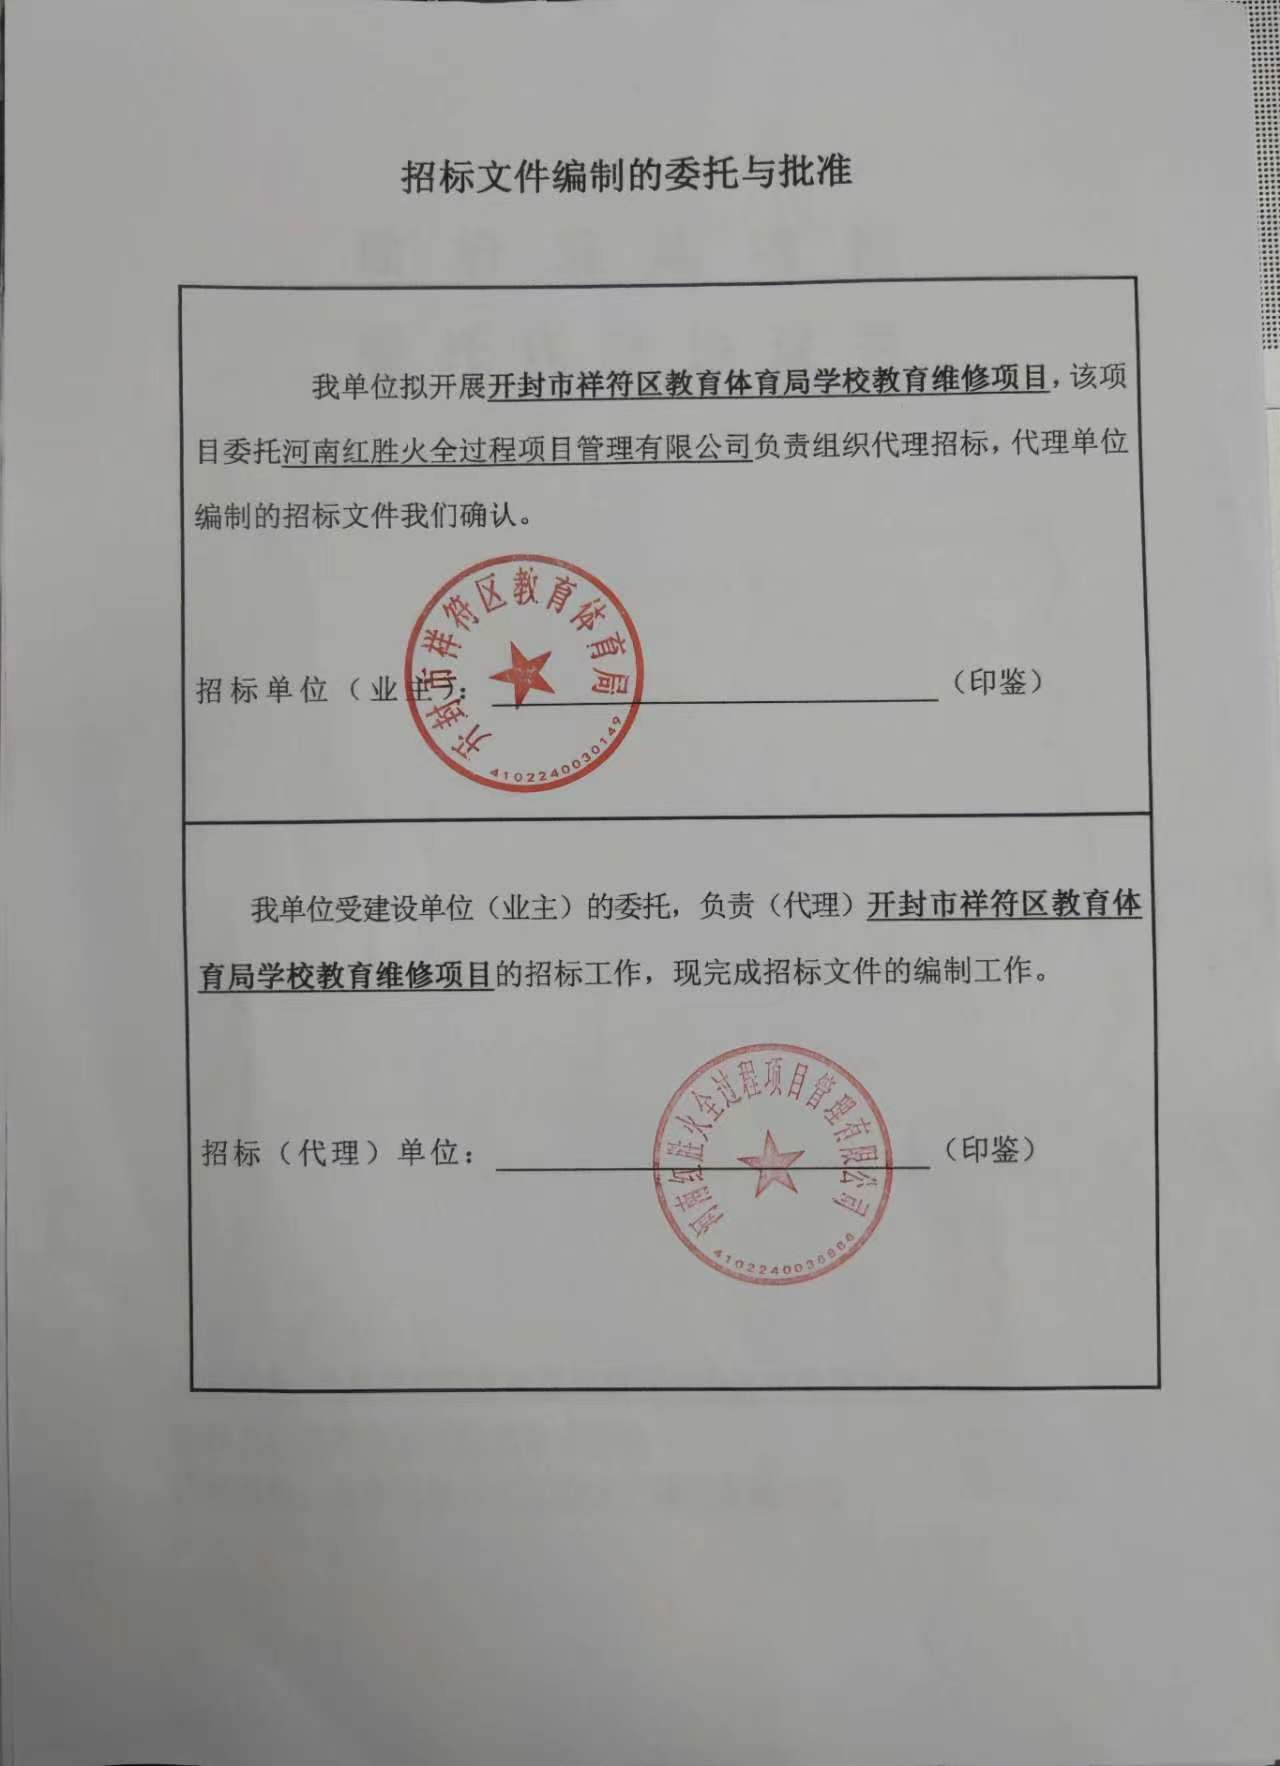 招标文件编制的委托与批准
我单位拟开展开封市祥符区教育体育局学校教育维修项目，该项
目委托河南红胜火全过程项目管理有限公司负责组织代理招标，代理单位
编制的招标文件我们确认。
招标单位（业主）：（印鉴）
开封市祥符区教育体育局
4102240030149
我单位受建设单位（业主）的委托，负责（代理）开封市祥符区教育体
育局学校教育维修项目的招标工作，现完成招标文件的编制工作。
招标（代理）单位：（印鉴）
河南红胜火全过程项目管理有限公司